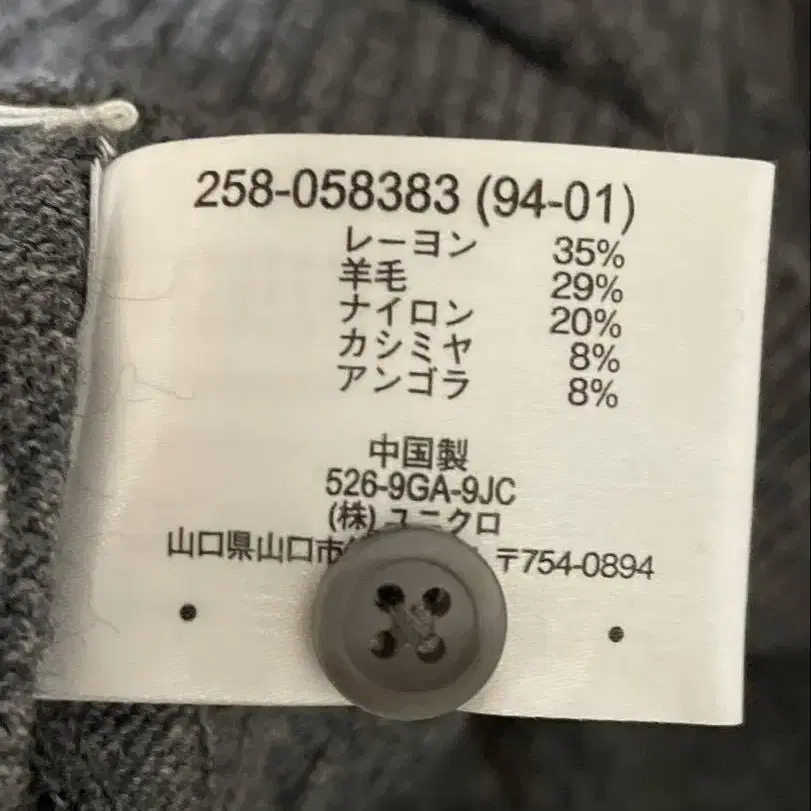 258-058383 (94-01)
レーヨン 35%
羊毛 29%
ナイロン 20%
カシミヤ 8%
アンゴラ 8%
中国製
526-9GA-9JC
(株)ユニクロ
山口県山口市 〒754-0894